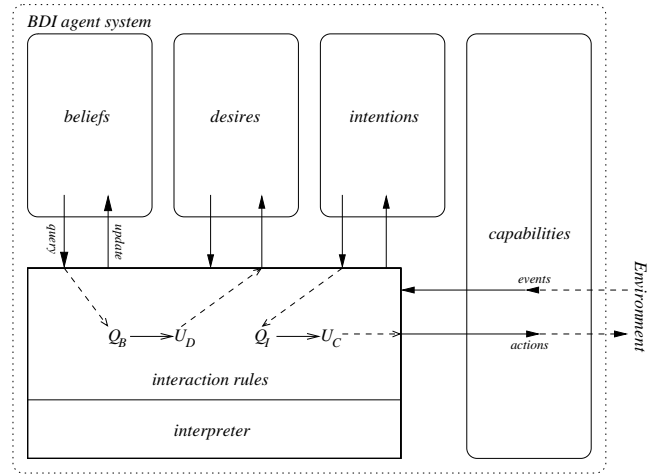 BDI agent system
beliefs
desires
intentions
capabilities
query
update
events
actions
Environment
Q_B
U_D
Q_I
U_C
interaction rules
interpreter